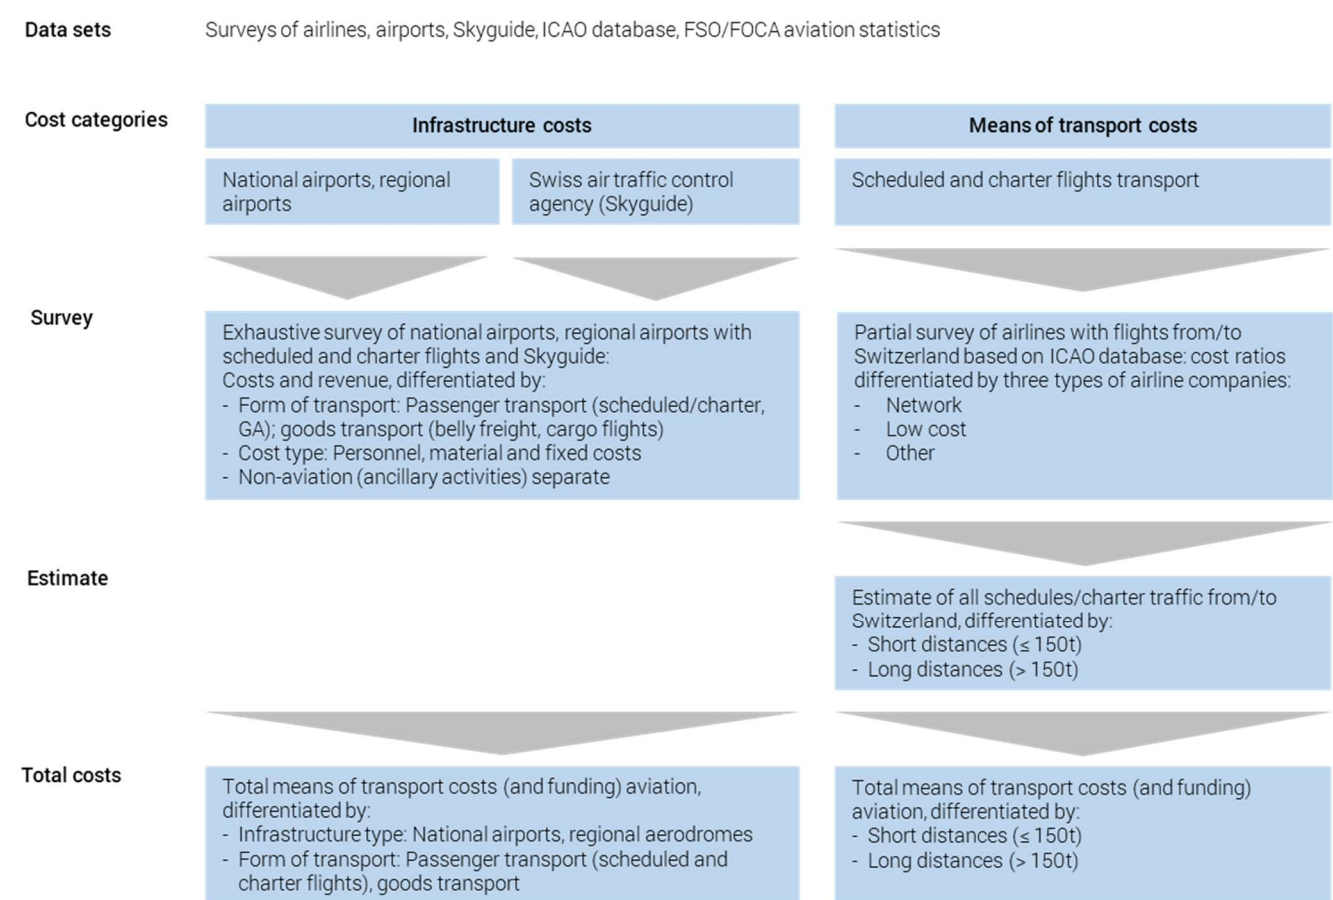 Data sets
Surveys of airlines, airports, Skyguide, ICAO database, FSO/FOCA aviation statistics
Cost categories
Infrastructure costs
Means of transport costs
National airports, regional
airports
Swiss air traffic control
agency (Skyguide)
Scheduled and charter flights transport
Survey
Exhaustive survey of national airports, regional airports with
scheduled and charter flights and Skyguide:
Costs and revenue, differentiated by:
- Form of transport: Passenger transport (scheduled/charter,
GA); goods transport (belly freight, cargo flights)
- Cost type: Personnel, material and fixed costs
- Non-aviation (ancillary activities) separate
Partial survey of airlines with flights from/to
Switzerland based on ICAO database: cost ratios
differentiated by three types of airline companies:
- Network
- Low cost
- Other
Estimate
Estimate of all schedules/charter traffic from/to
Switzerland, differentiated by:
- Short distances (≤ 150t)
- Long distances (> 150t)
Total costs
Total means of transport costs (and funding) aviation,
differentiated by:
- Infrastructure type: National airports, regional aerodromes
- Form of transport: Passenger transport (scheduled and
charter flights), goods transport
Total means of transport costs (and funding)
aviation, differentiated by:
- Short distances (≤ 150t)
- Long distances (> 150t)